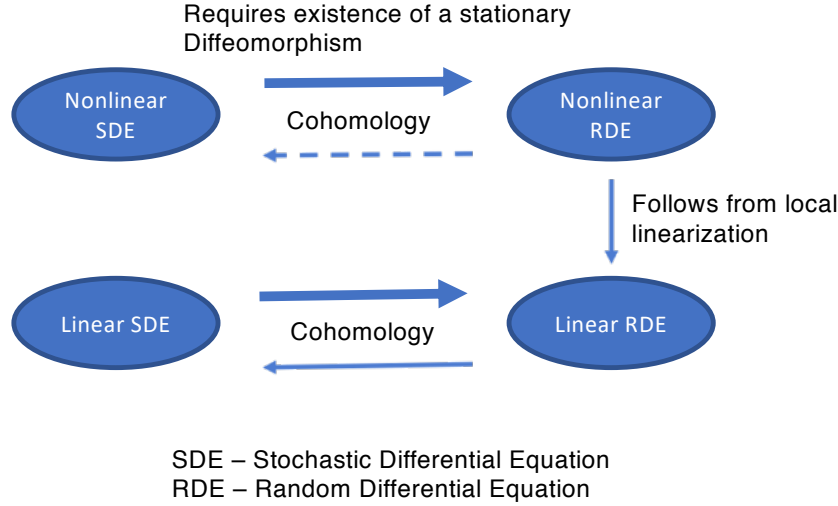 Requires existence of a stationary
Diffeomorphism
Nonlinear
SDE
Cohomology
Nonlinear
RDE
Follows from local
linearization
Linear SDE
Cohomology
Linear RDE
SDE – Stochastic Differential Equation
RDE – Random Differential Equation